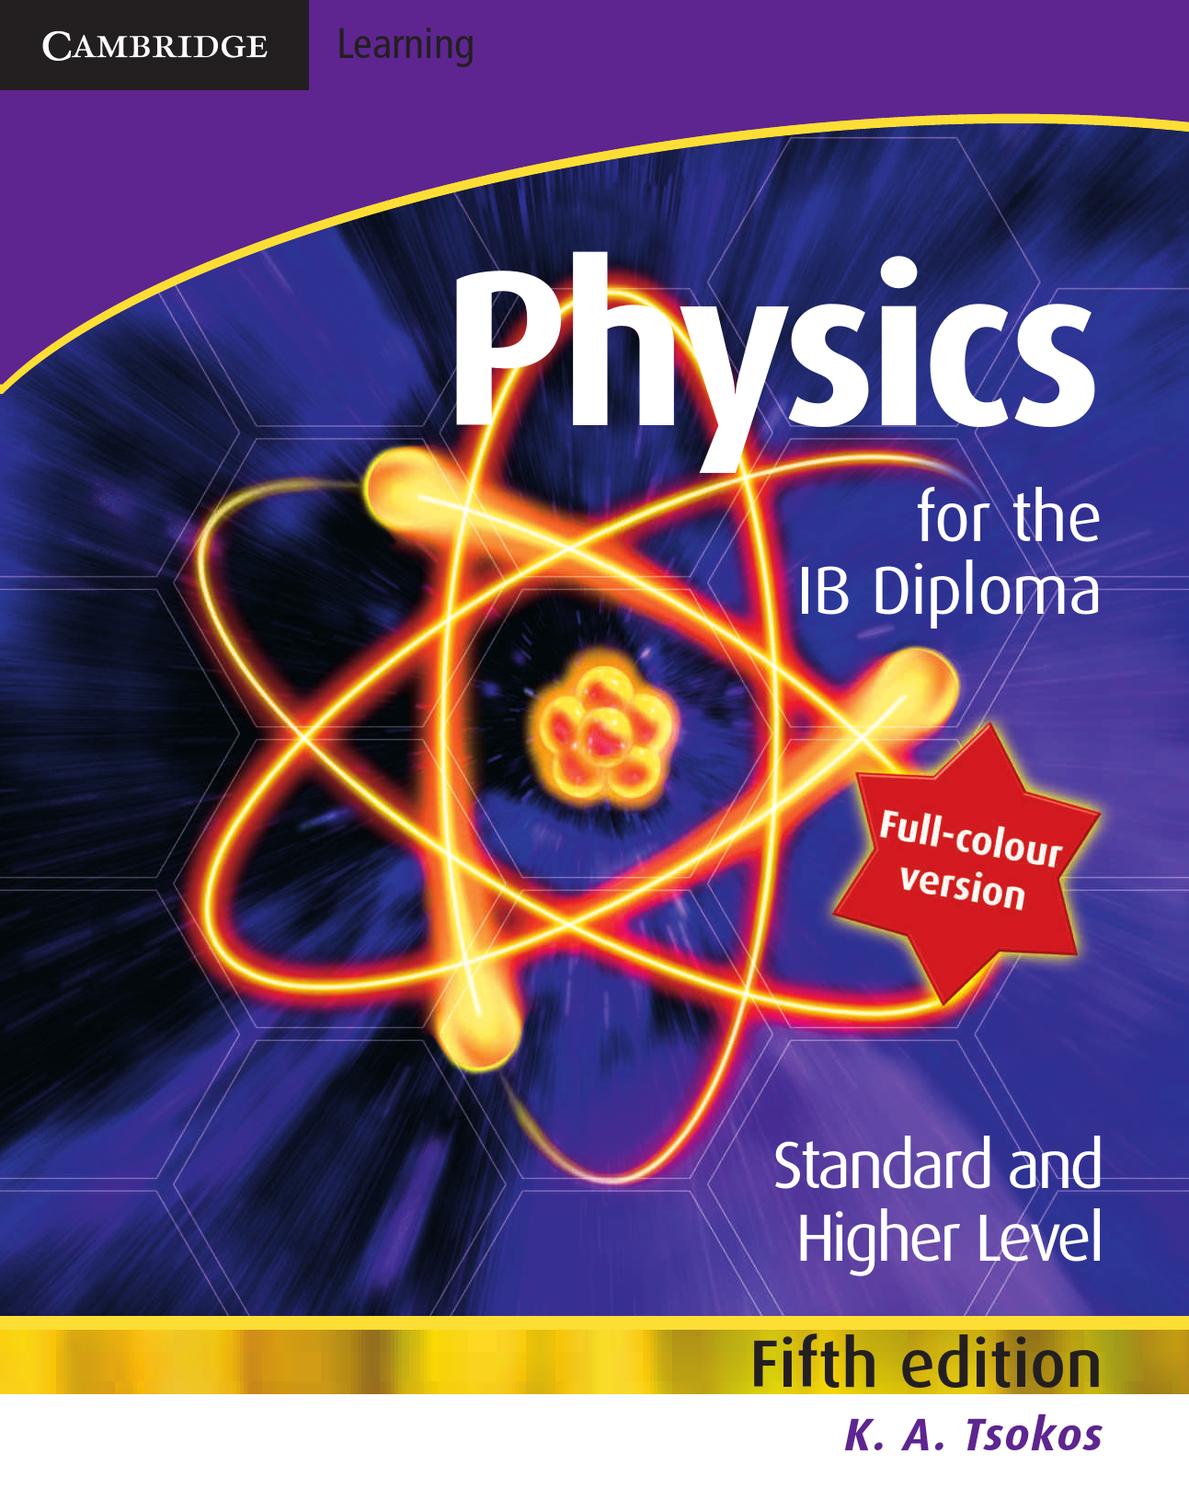 CAMBRIDGE Learning
Physics
for the
IB Diploma
Full-colour
version
Standard and
Higher Level
Fifth edition
K. A. Tsokos